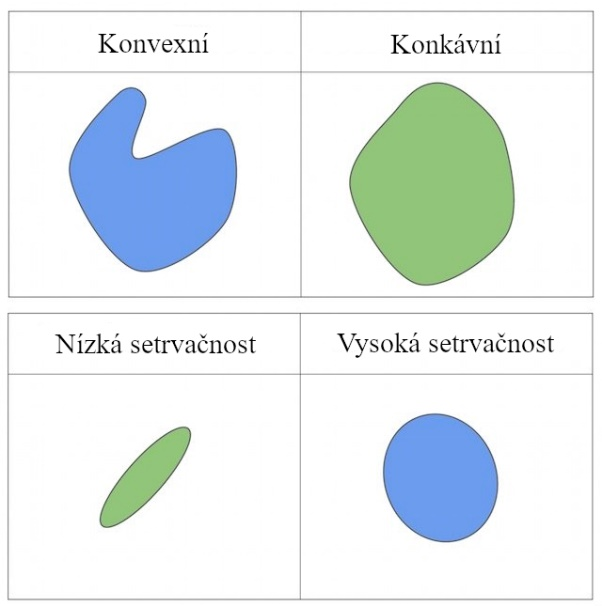 Konvexní
Konkávní
Nízká setrvačnost
Vysoká setrvačnost